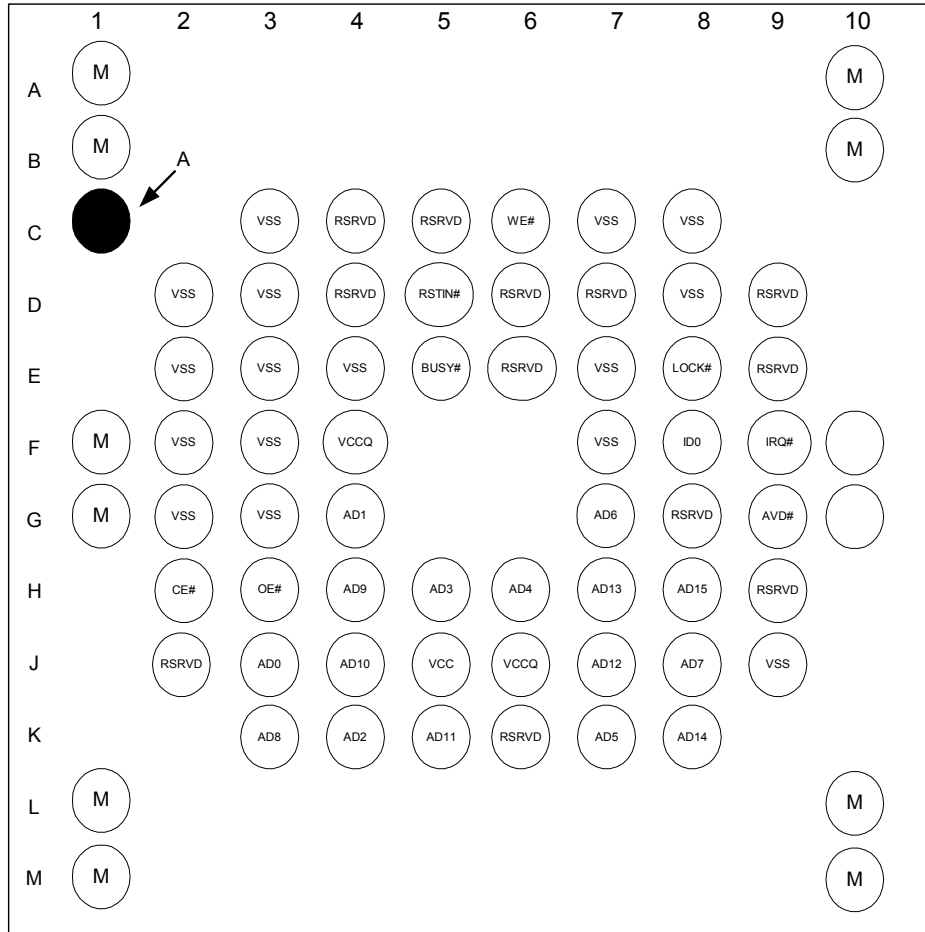 1 2 3 4 5 6 7 8 9 10
A M M
B M A M
C VSS RSRVD RSRVD WE# VSS VSS
D VSS VSS RSRVD RSTIN# RSRVD RSRVD VSS RSRVD
E VSS VSS VSS BUSY# RSRVD VSS LOCK# RSRVD
F M VSS VSS VCCQ VSS ID0 IRQ#
G M VSS VSS AD1 AD6 RSRVD AVD#
H CE# OE# AD9 AD3 AD4 AD13 AD15 RSRVD
J RSRVD AD0 AD10 VCC VCCQ AD12 AD7 VSS
K AD8 AD2 AD11 RSRVD AD5 AD14
L M M
M M M